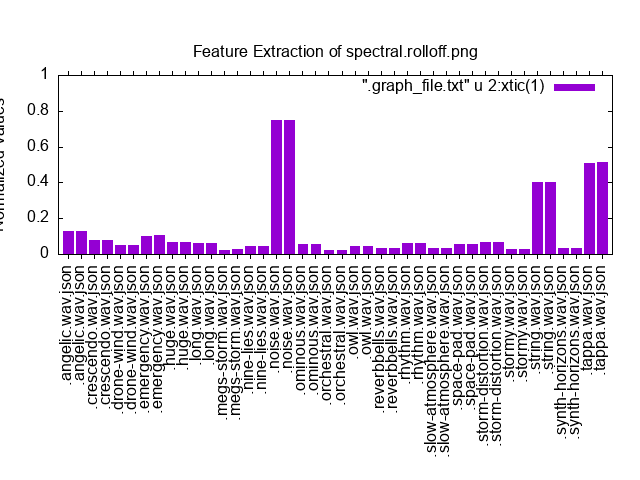 Feature Extraction of spectral.rolloff.png
".graph_file.txt" u 2:xtic(1)
1
0.8
0.6
0.4
0.2
0
Values
.angelic.wav.json
.angelic.wav.json
.crescendo.wav.json
.crescendo.wav.json
.drone-wind.wav.json
.drone-wind.wav.json
.emergency.wav.json
.emergency.wav.json
.huge.wav.json
.huge.wav.json
.long.wav.json
.long.wav.json
.megs-storm.wav.json
.megs-storm.wav.json
.nine-lies.wav.json
.nine-lies.wav.json
.noise.wav.json
.noise.wav.json
.ominous.wav.json
.ominous.wav.json
.orchestral.wav.json
.orchestral.wav.json
.owl.wav.json
.owl.wav.json
.reverbbells.wav.json
.reverbbells.wav.json
.rhythm.wav.json
.rhythm.wav.json
.slow-atmosphere.wav.json
.slow-atmosphere.wav.json
.space-pad.wav.json
.space-pad.wav.json
.storm-distortion.wav.json
.storm-distortion.wav.json
.stormy.wav.json
.stormy.wav.json
.string.wav.json
.string.wav.json
.synth-horizons.wav.json
.synth-horizons.wav.json
.tappa.wav.json
.tappa.wav.json